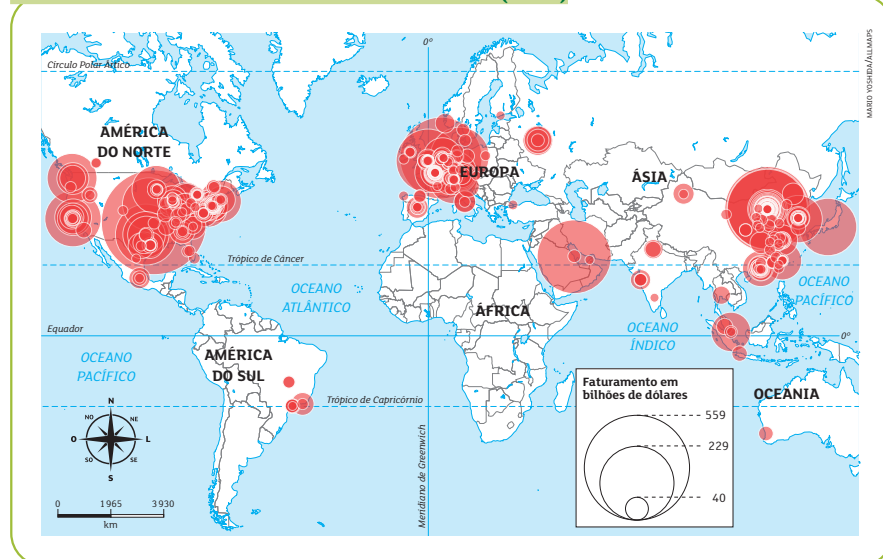 MARIO YOSHIDA/ALLMAPS
0°
Círculo Polar Ártico
AMÉRICA
DO NORTE
EUROPA
ÁSIA
Trópico de Câncer
OCEANO
ATLÂNTICO
OCEANO
PACÍFICO
ÁFRICA
OCEANO
ÍNDICO
Equador
0°
OCEANO
PACÍFICO
AMÉRICA
DO SUL
Trópico de Capricórnio
Meridiano de Greenwich
OCEANIA
Faturamento em
bilhões de dólares
559
229
40
N
NO
NE
O
L
SO
SE
S
0
1965
3930
km